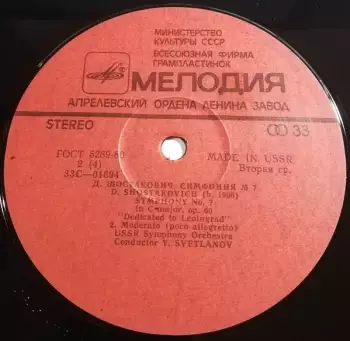 МИНИСТЕРСТВО
КУЛЬТУРЫ СССР
ВСЕСОЮЗНАЯ ФИРМА
ГРАМПЛАСТИНОК
МЕЛОДИЯ
АПРЕЛЕВСКИЙ ОРДЕНА ЛЕНИНА ЗАВОД
STEREO
33
ГОСТ 5289-80
2 (4)
33С—01694
MADE IN USSR
Вторая гр.
Д. ШОСТАКОВИЧ СИМФОНИЯ № 7
D. SHOSTAKOVICH (b. 1906)
SYMPHONY No. 7
in C major, op. 60
"Dedicated to Leningrad"
2. Moderato (poco allegretto)
USSR Symphony Orchestra
Conductor Y. SVETLANOV